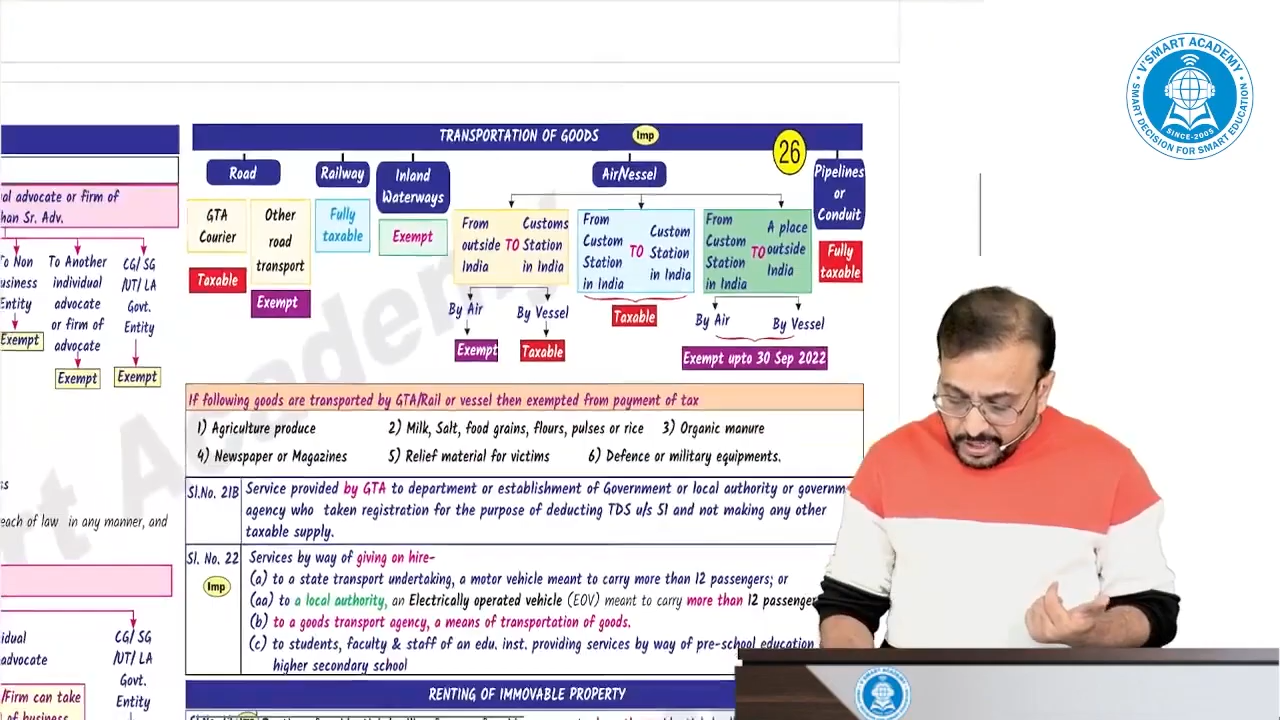 V'SMART ACADEMY
SMART DECISION FOR SMART EDUCATION
SINCE-2005
TRANSPORTATION OF GOODS
Imp
26
al advocate or firm of
han Sr. Adv.
To Non
usiness
Entity
Exempt
To Another
individual
advocate
or firm of
advocate
Exempt
CG/ SG
/UT/ LA
Govt.
Entity
Exempt
each of law in any manner, and
idual
advocate
CG/ SG
/UT/ LA
Govt.
Entity
/Firm can take
of business
Road
GTA
Courier
Taxable
Other
road
transport
Exempt
Railway
Fully
taxable
Inland
Waterways
Exempt
Air/Vessel
From
outside
India
TO
Customs
Station
in India
By Air
Exempt
By Vessel
Taxable
From
Custom
Station
in India
TO
Custom
Station
in India
Taxable
From
Custom
Station
in India
TO
A place
outside
India
By Air
By Vessel
Exempt upto 30 Sep 2022
Pipelines
or
Conduit
Fully
taxable
If following goods are transported by GTA/Rail or vessel then exempted from payment of tax
1) Agriculture produce 2) Milk, Salt, food grains, flours, pulses or rice 3) Organic manure
4) Newspaper or Magazines 5) Relief material for victims 6) Defence or military equipments.
Sl.No. 21B
Service provided by GTA to department or establishment of Government or local authority or governm
agency who taken registration for the purpose of deducting TDS u/s 51 and not making any other
taxable supply.
Sl. No. 22
Imp
Services by way of giving on hire-
(a) to a state transport undertaking, a motor vehicle meant to carry more than 12 passengers; or
(aa) to a local authority, an Electrically operated vehicle (EOV) meant to carry more than 12 passenger
(b) to a goods transport agency, a means of transportation of goods.
(c) to students, faculty & staff of an edu. inst. providing services by way of pre-school education
higher secondary school
RENTING OF IMMOVABLE PROPERTY